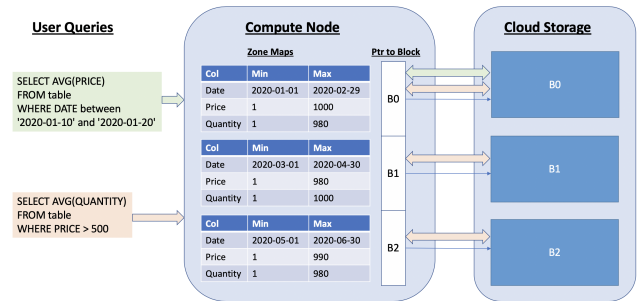 User Queries
Compute Node
Cloud Storage
Zone Maps
Ptr to Block
SELECT AVG(PRICE)
FROM table
WHERE DATE between
'2020-01-10' and '2020-01-20'
SELECT AVG(QUANTITY)
FROM table
WHERE PRICE > 500
Col Min Max
Date 2020-01-01 2020-02-29
Price 1 1000
Quantity 1 980
Col Min Max
Date 2020-03-01 2020-04-30
Price 1 980
Quantity 1 1000
Col Min Max
Date 2020-05-01 2020-06-30
Price 1 990
Quantity 1 980
B0
B1
B2
B0
B1
B2